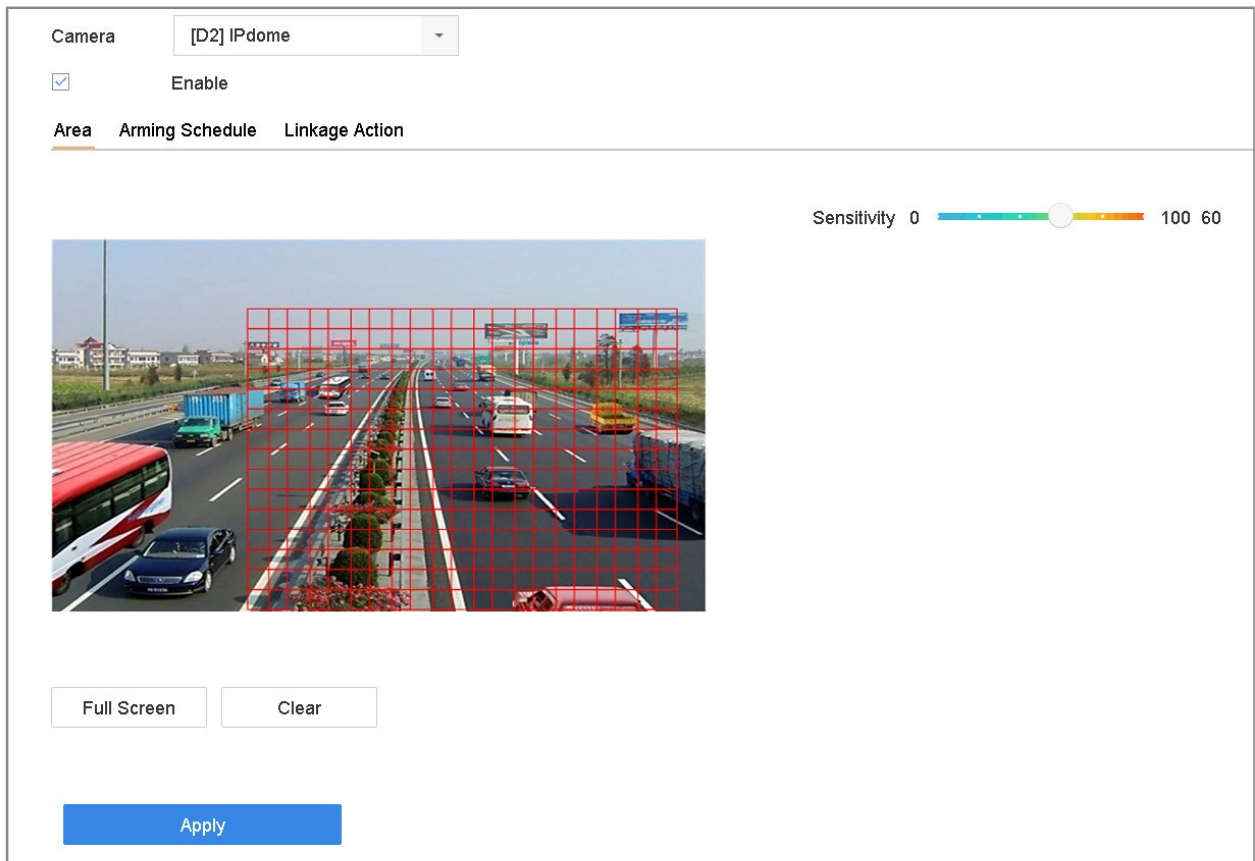 Camera [D2] IPdome
Enable
Area Arming Schedule Linkage Action
Sensitivity 0 100 60
Full Screen Clear
Apply